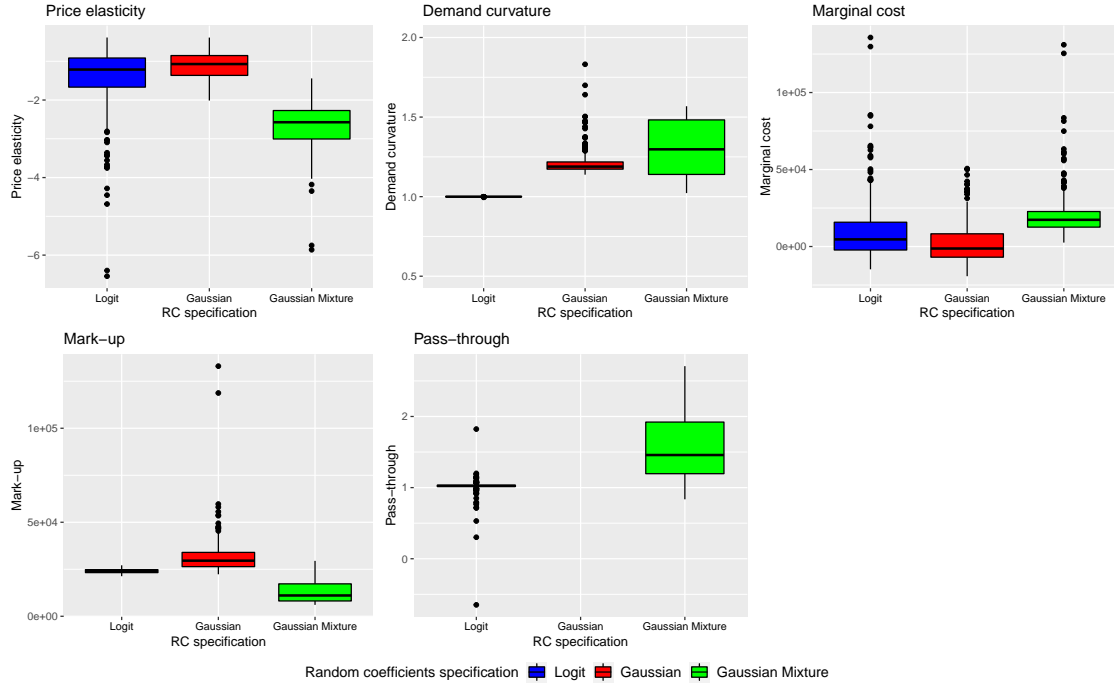 Price elasticity
Demand curvature
Marginal cost
Price elasticity
−2
−4
−6
Logit
Gaussian
Gaussian Mixture
RC specification
Demand curvature
2.0
1.5
1.0
0.5
Logit
Gaussian
Gaussian Mixture
RC specification
Marginal cost
1e+05
5e+04
0e+00
Logit
Gaussian
Gaussian Mixture
RC specification
Mark−up
Pass−through
Mark−up
1e+05
5e+04
0e+00
Logit
Gaussian
Gaussian Mixture
RC specification
Pass−through
2
1
0
Logit
Gaussian
Gaussian Mixture
RC specification
Random coefficients specification Logit Gaussian Gaussian Mixture